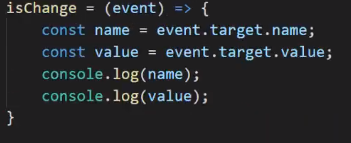 isChange = (event) => {
const name = event.target.name;
const value = event.target.value;
console.log(name);
console.log(value);
}